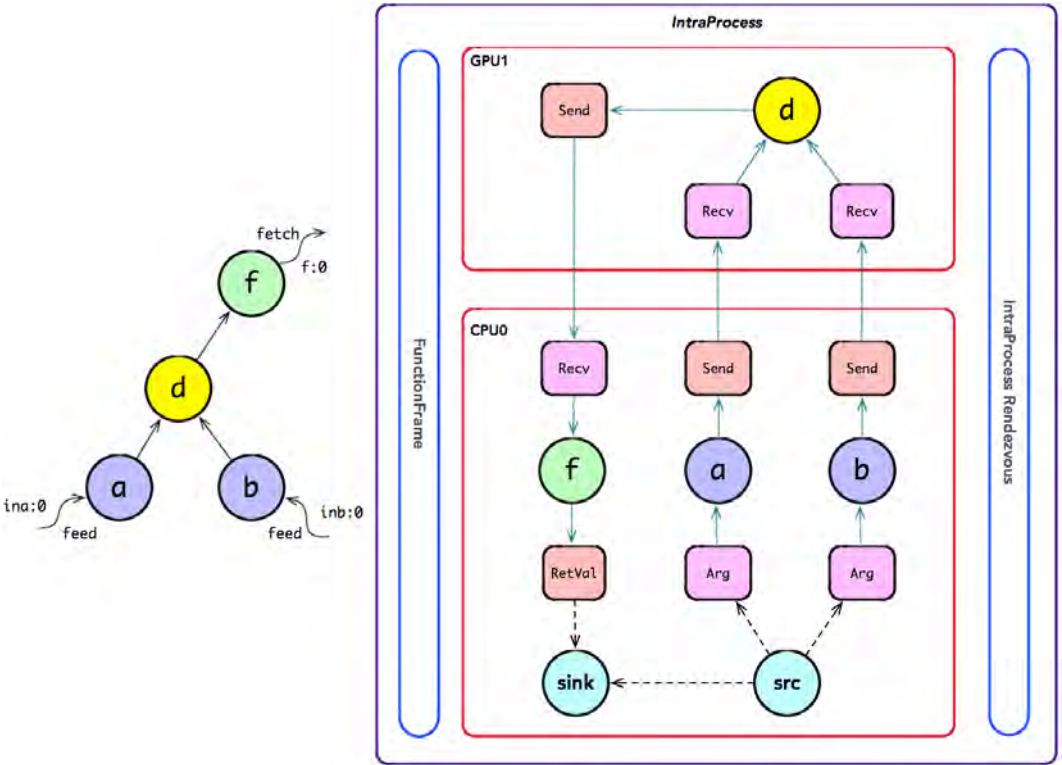 fetch
f:0
f
d
a
b
ina:0
feed
inb:0
feed
IntraProcess
FunctionFrame
IntraProcess Rendezvous
GPU1
Send
d
Recv
Recv
CPU0
Recv
Send
Send
f
a
b
RetVal
Arg
Arg
sink
src